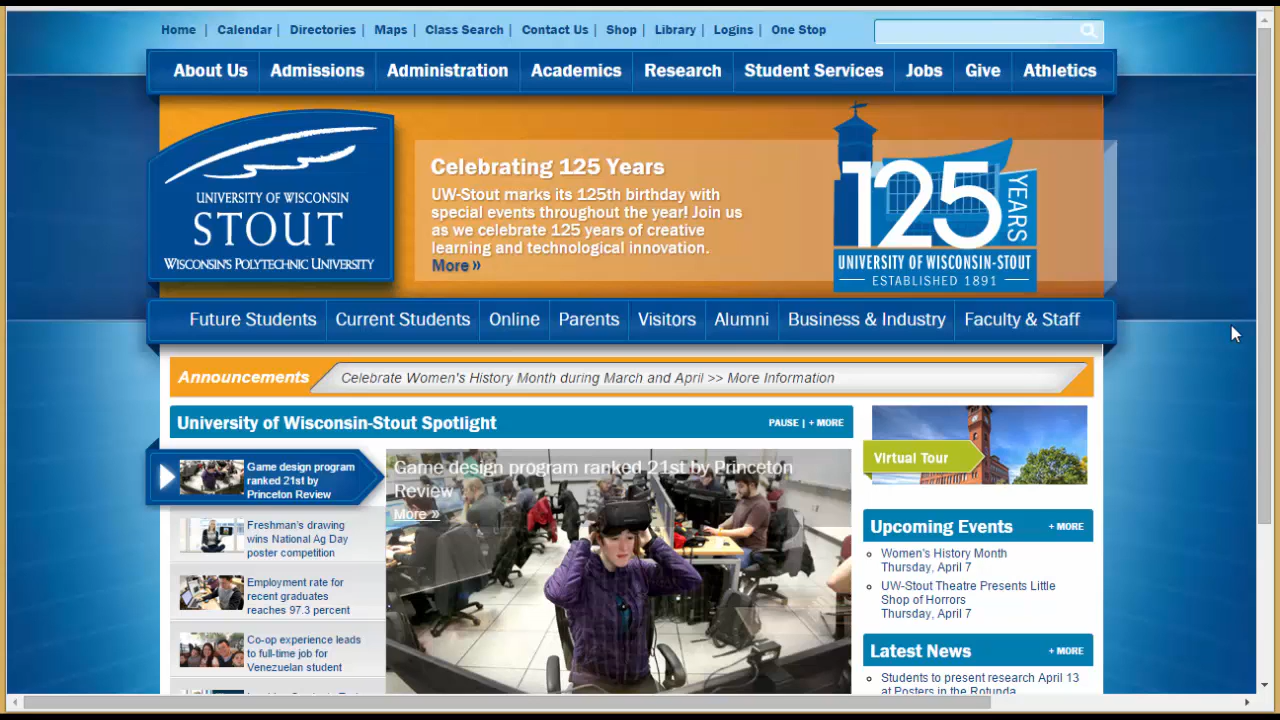 Home | Calendar | Directories | Maps | Class Search | Contact Us | Shop | Library | Logins | One Stop
About Us Admissions Administration Academics Research Student Services Jobs Give Athletics
UNIVERSITY OF WISCONSIN
STOUT
WISCONSIN'S POLYTECHNIC UNIVERSITY
Celebrating 125 Years
UW-Stout marks its 125th birthday with
special events throughout the year! Join us
as we celebrate 125 years of creative
learning and technological innovation.
More »
125
YEARS
UNIVERSITY OF WISCONSIN-STOUT
ESTABLISHED 1891
Future Students Current Students Online Parents Visitors Alumni Business & Industry Faculty & Staff
Announcements Celebrate Women's History Month during March and April >> More Information
University of Wisconsin-Stout Spotlight PAUSE | + MORE
Game design program
ranked 21st by
Princeton Review
Freshman's drawing
wins National Ag Day
poster competition
Employment rate for
recent graduates
reaches 97.3 percent
Co-op experience leads
to full-time job for
Venezuelan student
Game design program ranked 21st by Princeton
Review
More »
Virtual Tour
Upcoming Events + MORE
Women's History Month
Thursday, April 7
UW-Stout Theatre Presents Little
Shop of Horrors
Thursday, April 7
Latest News + MORE
Students to present research April 13
at Posters in the Rotunda